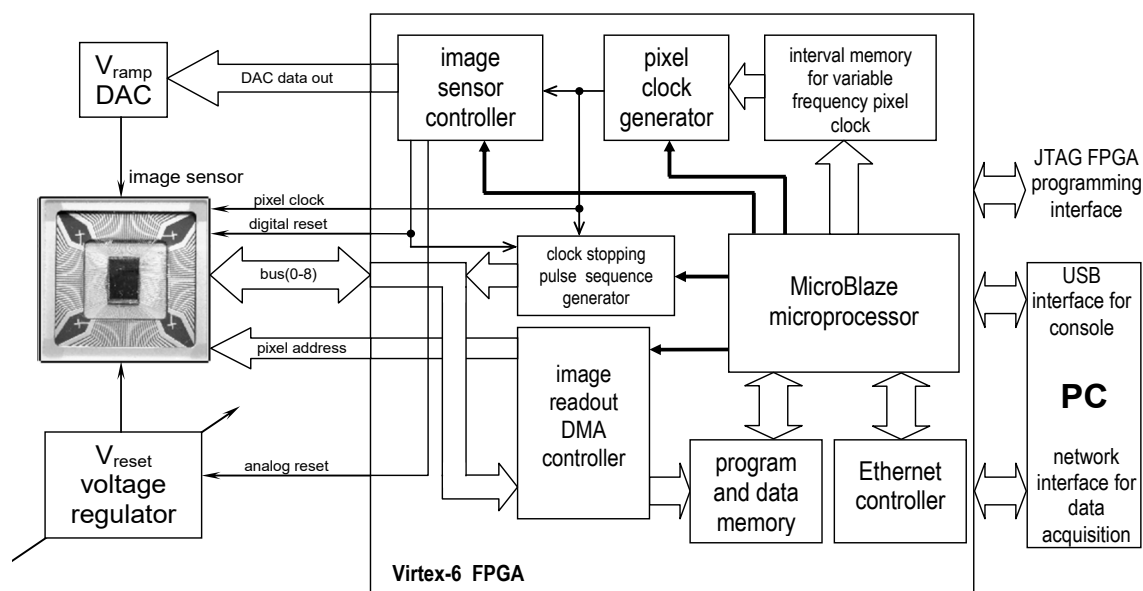 V_ramp
DAC
DAC data out
image
sensor
controller
pixel
clock
generator
interval memory
for variable
frequency pixel
clock
JTAG FPGA
programming
interface
image sensor
pixel clock
digital reset
bus(0-8)
pixel address
clock stopping
pulse sequence
generator
MicroBlaze
microprocessor
USB
interface for
console
PC
network
interface for
data
acquisition
image
readout
DMA
controller
program
and data
memory
Ethernet
controller
V_reset
voltage
regulator
analog reset
Virtex-6 FPGA